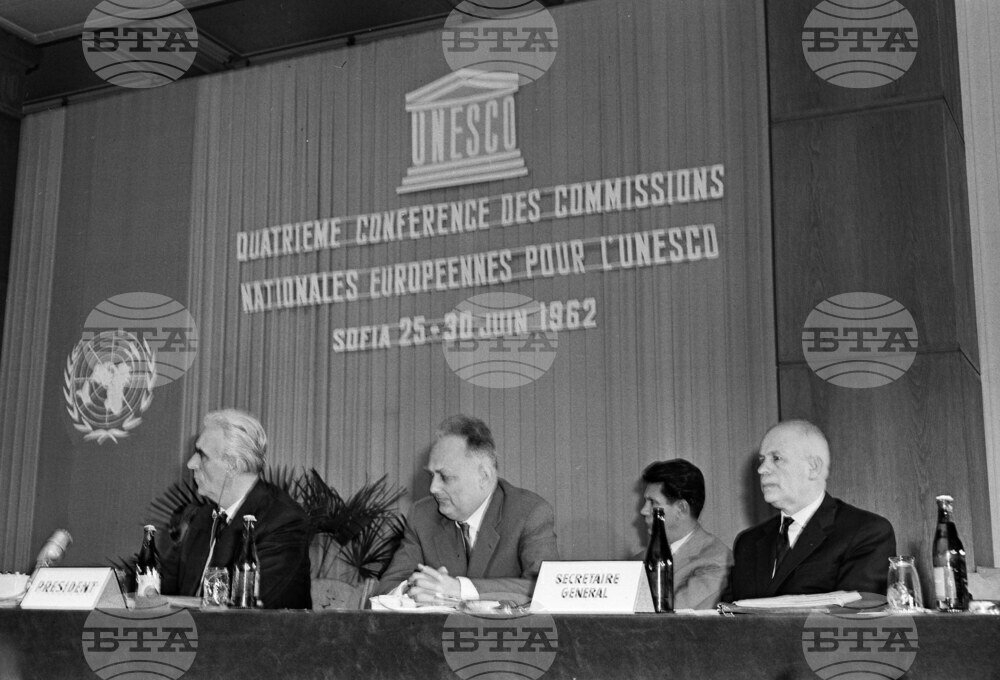 UNESCO
QUATRIEME CONFERENCE DES COMMISSIONS
NATIONALES EUROPEENNES POUR L'UNESCO
SOFIA 25-30 JUIN 1962
PRESIDENT
SECRETAIRE
GENERAL
БТА
БТА
БТА
БТА
БТА
БТА
БТА
БТА
БТА